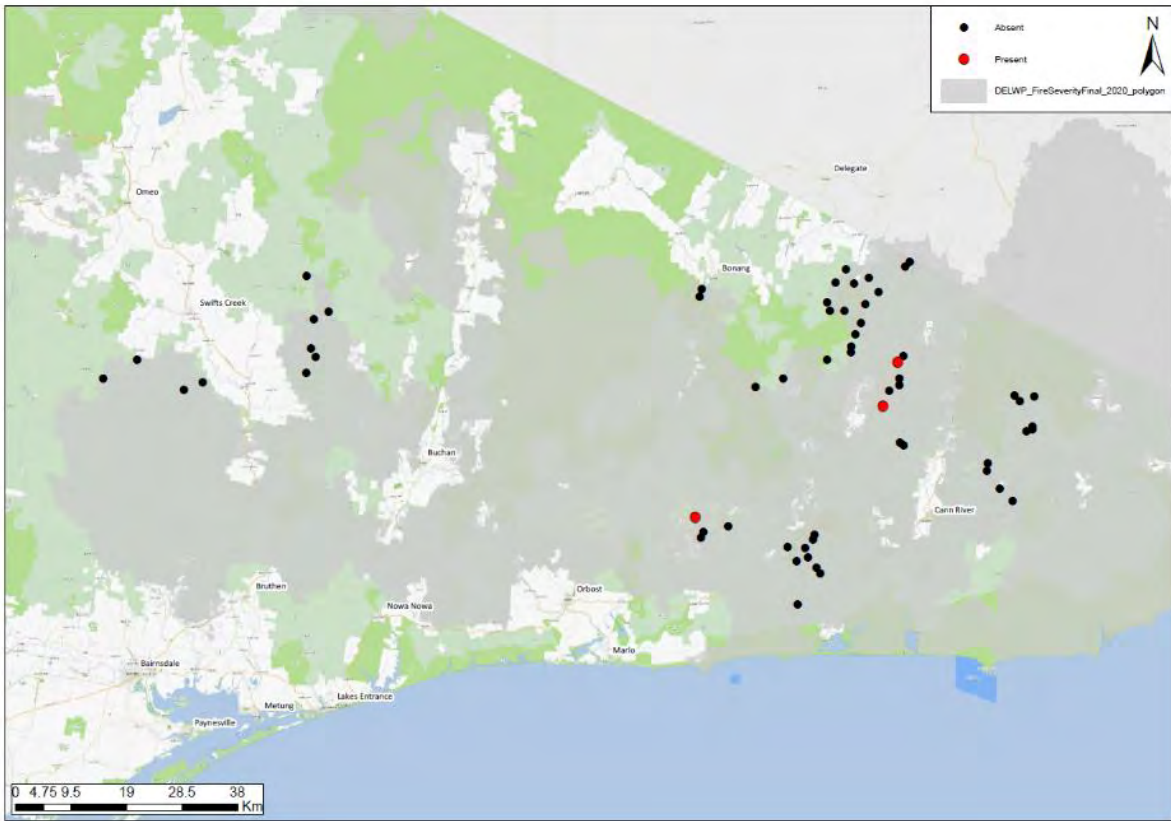 Absent
Present
DELWP_FireSeverityFinal_2020_polygon
N
Delegate
Omeo
Bonang
Swifts Creek
Buchan
Cann River
Bruthen
Orbost
Nowa Nowa
Marlo
Bairnsdale
Lakes Entrance
Metung
Paynesville
0 4.75 9.5 19 28.5 38
Km